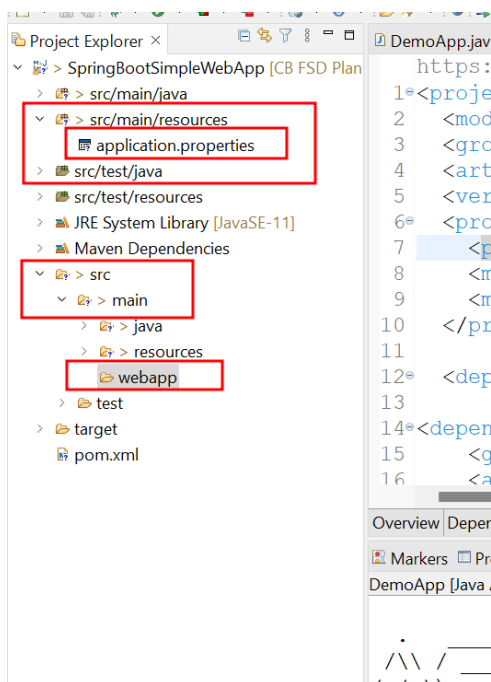 Project Explorer ×
> SpringBootSimpleWebApp [CB FSD Plan
> src/main/java
> src/main/resources
application.properties
src/test/java
src/test/resources
JRE System Library [JavaSE-11]
Maven Dependencies
> src
> main
> java
> resources
webapp
> test
target
pom.xml
DemoApp.jav
https:
1 <proje
2 <mod
3 <gro
4 <art
5 <ver
6 <pro
7 <p
8 <m
9 <m
10 </pr
11
12 <dep
13
14 <depen
15 <g
16 <a
Overview Deper
Markers Pr
DemoApp [Java